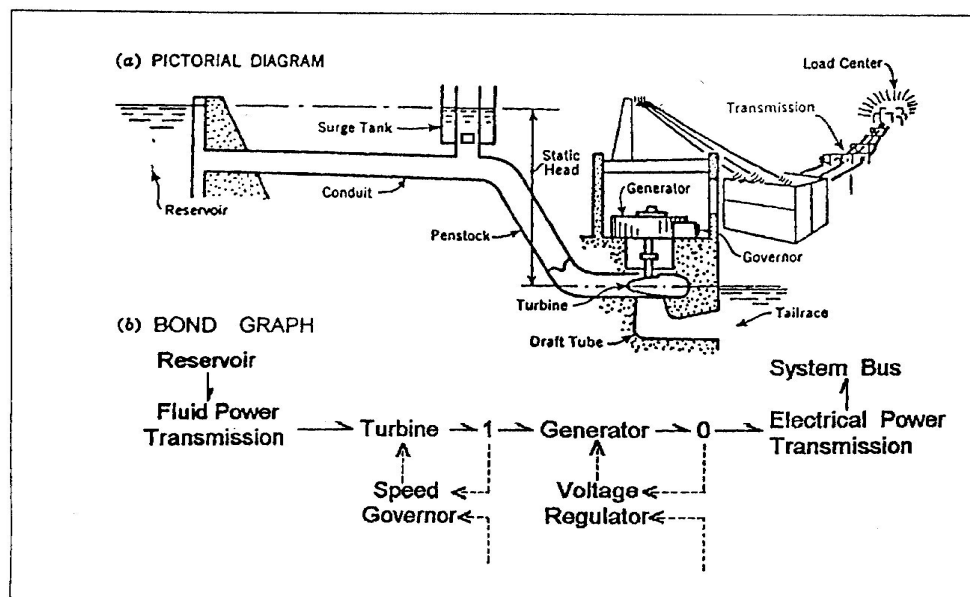 (a) PICTORIAL DIAGRAM
Load Center
Transmission
Surge Tank
Static
Head
Generator
Conduit
Reservoir
Penstock
Governor
Turbine
Tailrace
Draft Tube
(b) BOND GRAPH
Reservoir
System Bus
Fluid Power
Transmission
Turbine
1
Generator
0
Electrical Power
Transmission
Speed
Governor
Voltage
Regulator